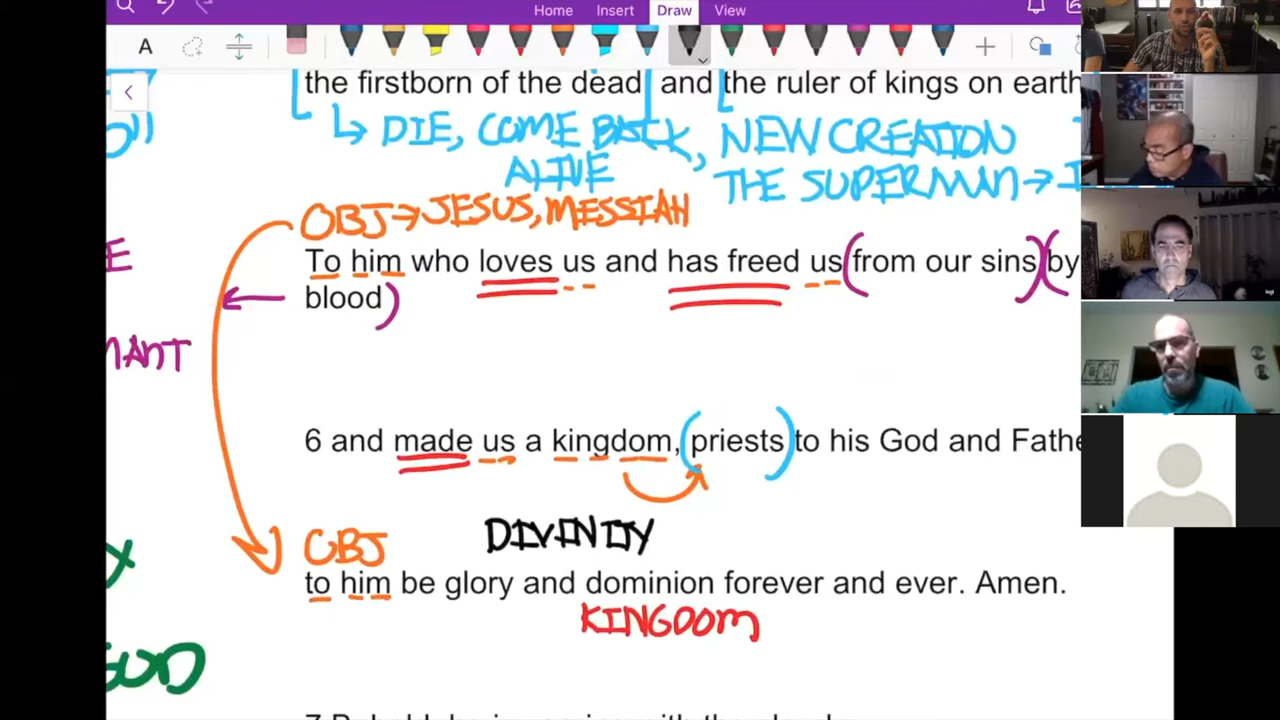 Home Insert Draw View
A
the firstborn of the dead and the ruler of kings on earth
DIE, COME BACK, NEW CREATION
ALIVE THE SUPERMAN →
OBJ → JESUS, MESSIAH
To him who loves us and has freed us (from our sins) (by
blood)
6 and made us a kingdom, (priests) to his God and Fathe
OBJ DIVINITY
to him be glory and dominion forever and ever. Amen.
KINGDOM